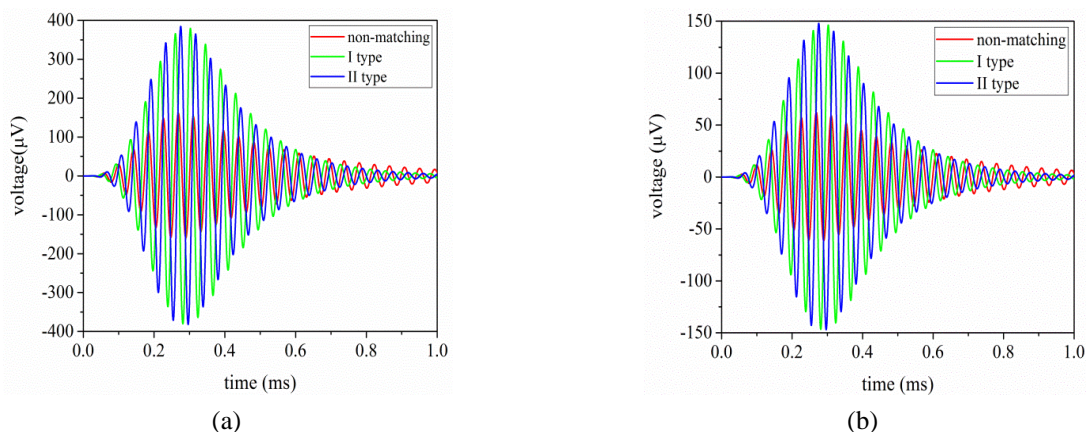 400
300
200
100
0
-100
-200
-300
-400
voltage(μV)
non-matching
I type
II type
0.0 0.2 0.4 0.6 0.8 1.0
time (ms)
(a)
150
100
50
0
-50
-100
-150
voltage (μV)
non-matching
I type
II type
0.0 0.2 0.4 0.6 0.8 1.0
time (ms)
(b)